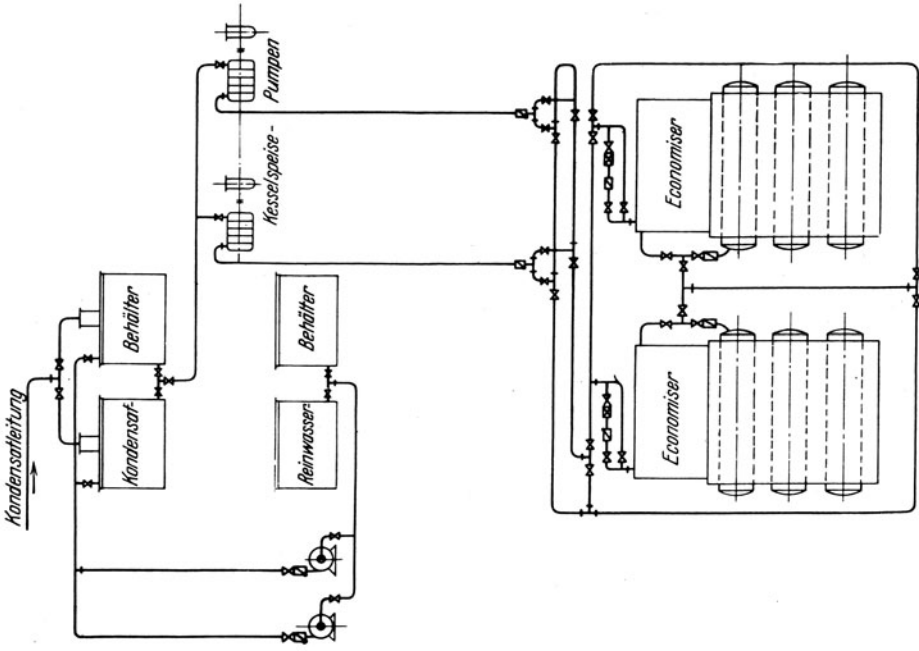 Kondensatleitung
Kondensat-
Behälter
Reinwasser-
Behälter
Kesselspeise-
Pumpen
Economiser
Economiser